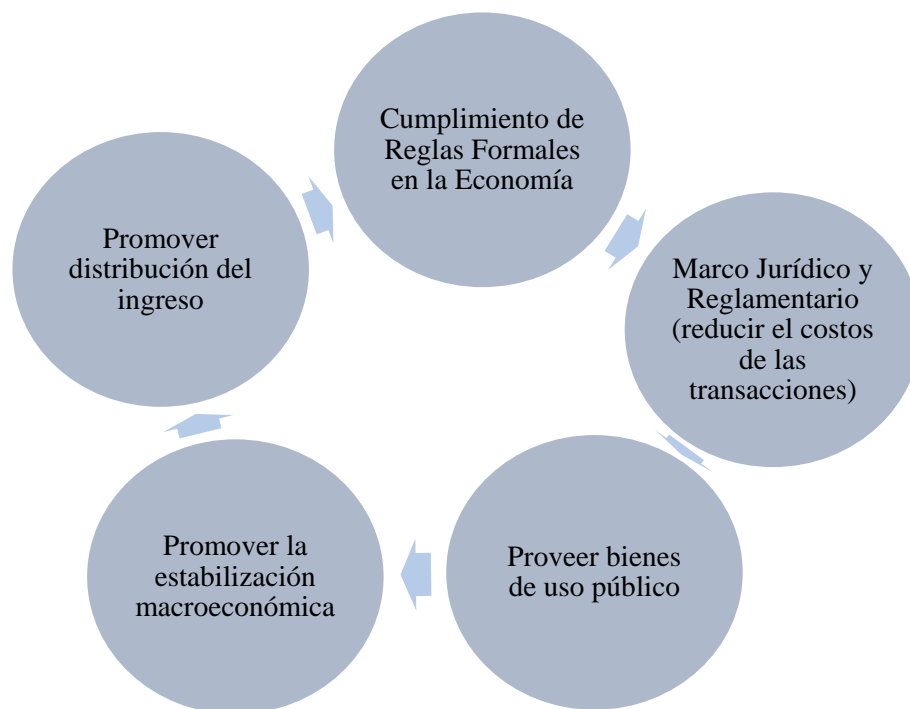 Cumplimiento de
Reglas Formales
en la Economía
Marco Jurídico y
Reglamentario
(reducir el costos
de las
transacciones)
Proveer bienes
de uso público
Promover la
estabilización
macroeconómica
Promover
distribución del
ingreso